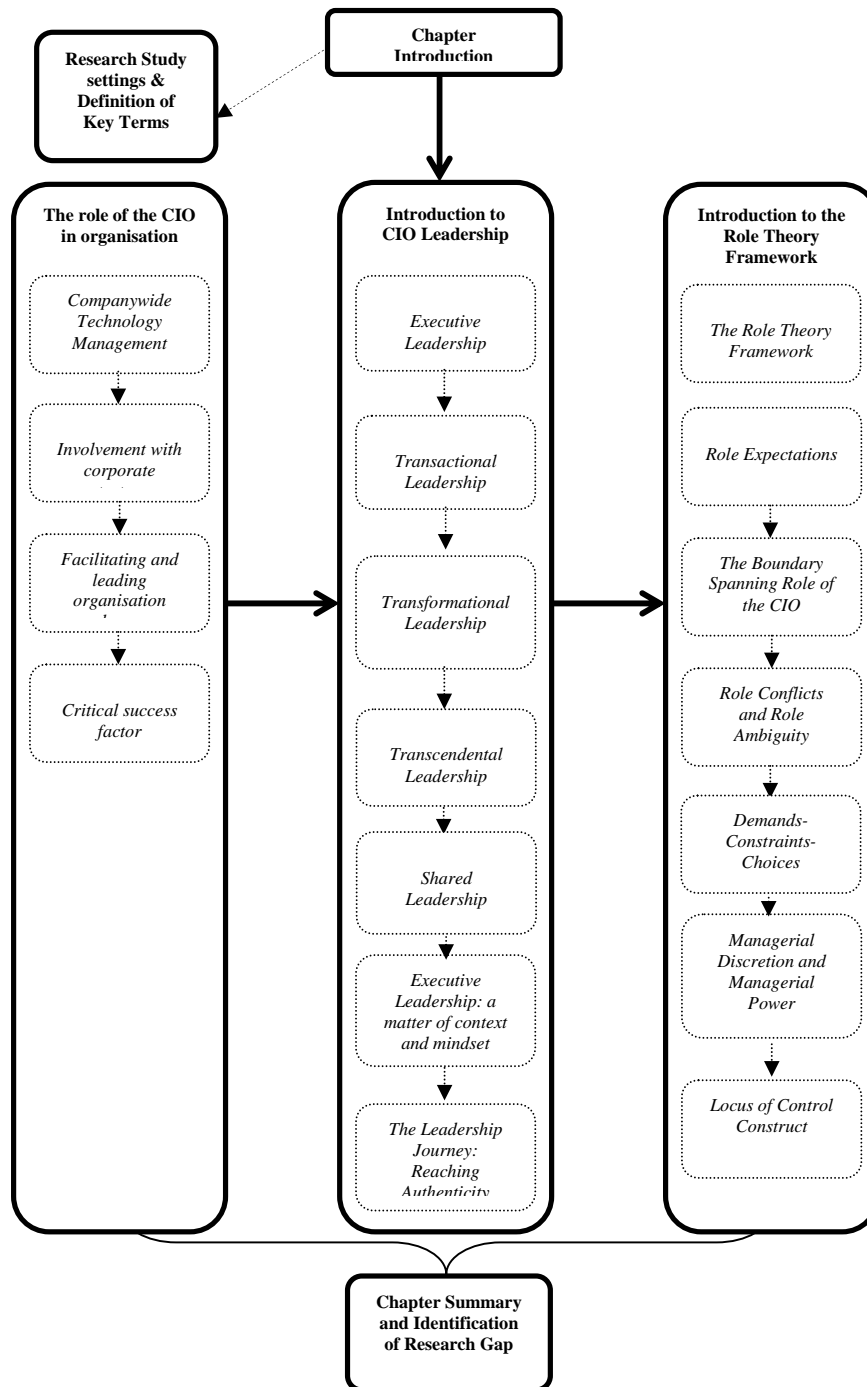 Chapter
Introduction
Research Study
settings &
Definition of
Key Terms
The role of the CIO
in organisation
Companywide
Technology
Management
Involvement with
corporate
Facilitating and
leading
organisation
Critical success
factor
Introduction to
CIO Leadership
Executive
Leadership
Transactional
Leadership
Transformational
Leadership
Transcendental
Leadership
Shared
Leadership
Executive
Leadership: a
matter of context
and mindset
The Leadership
Journey:
Reaching
Authenticity
Introduction to the
Role Theory
Framework
The Role Theory
Framework
Role Expectations
The Boundary
Spanning Role of
the CIO
Role Conflicts
and Role
Ambiguity
Demands-
Constraints-
Choices
Managerial
Discretion and
Managerial
Power
Locus of Control
Construct
Chapter Summary
and Identification
of Research Gap